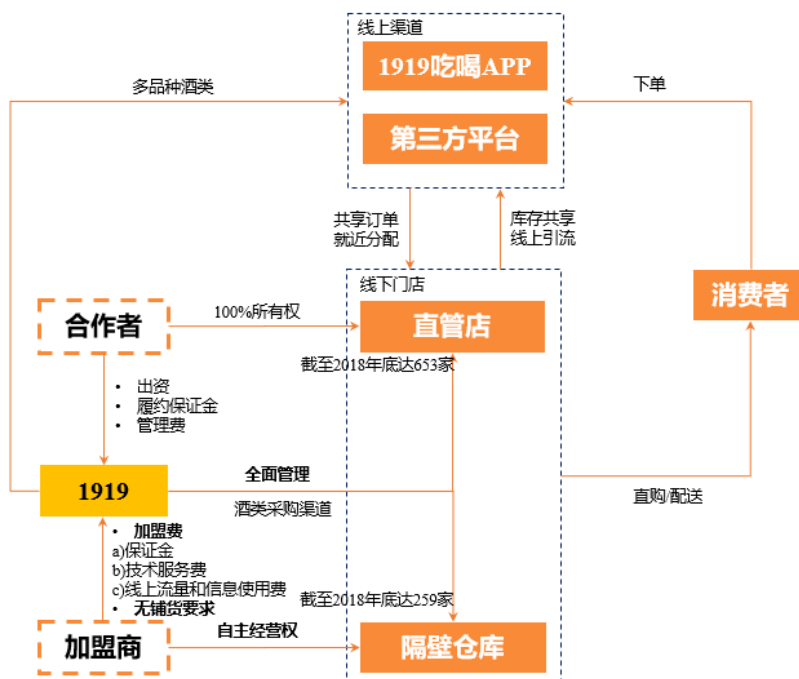 线上渠道
1919吃喝APP
多品种酒类
下单
第三方平台
共享订单
就近分配
库存共享
线上引流
线下门店
消费者
合作者
100%所有权
直管店
截至2018年底达653家
• 出资
• 履约保证金
• 管理费
1919
全面管理
酒类采购渠道
直购/配送
• 加盟费
a)保证金
b)技术服务费
c)线上流量和信息使用费
• 无铺货要求
截至2018年底达259家
加盟商
自主经营权
隔壁仓库